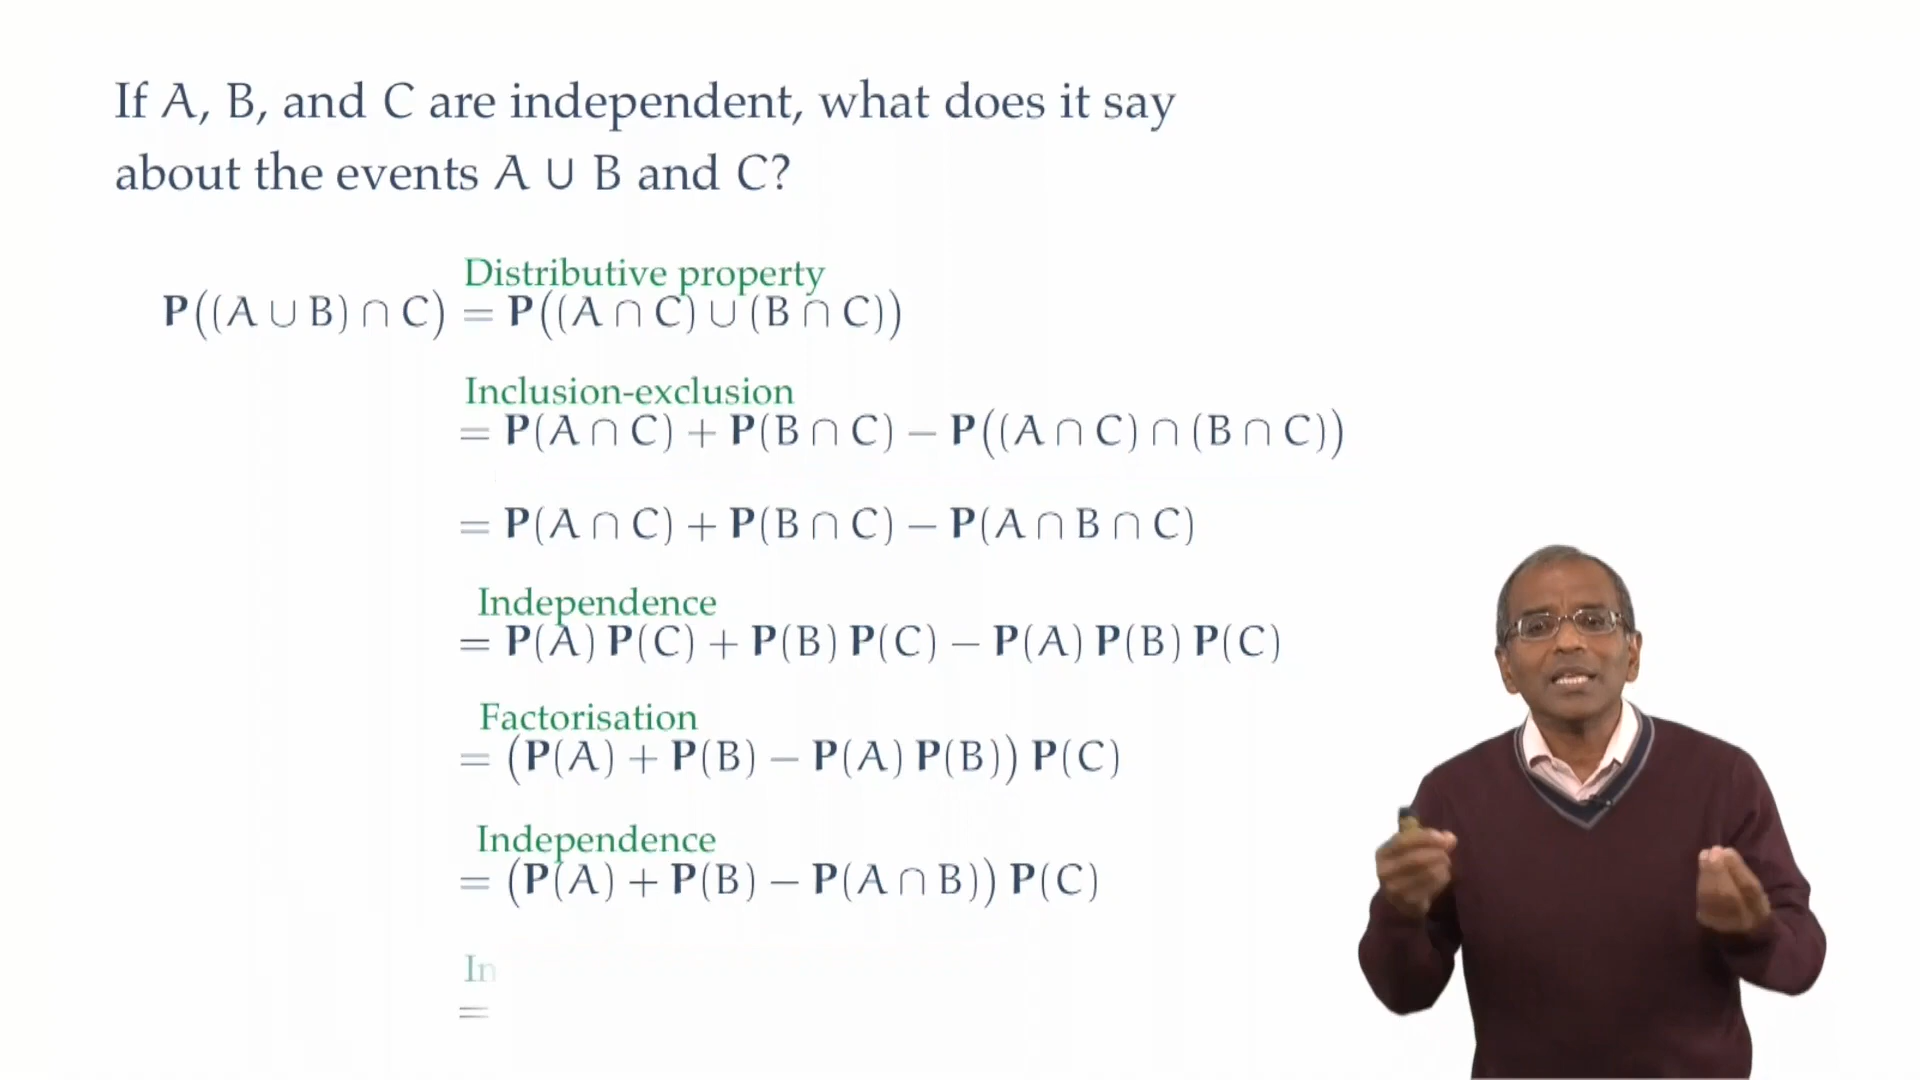 If A, B, and C are independent, what does it say
about the events A ∪ B and C?
Distributive property
P((A ∪ B) ∩ C) = P((A ∩ C) ∪ (B ∩ C))
Inclusion-exclusion
= P(A ∩ C) + P(B ∩ C) − P((A ∩ C) ∩ (B ∩ C))
= P(A ∩ C) + P(B ∩ C) − P(A ∩ B ∩ C)
Independence
= P(A) P(C) + P(B) P(C) − P(A) P(B) P(C)
Factorisation
= (P(A) + P(B) − P(A) P(B)) P(C)
Independence
= (P(A) + P(B) − P(A ∩ B)) P(C)
In
=